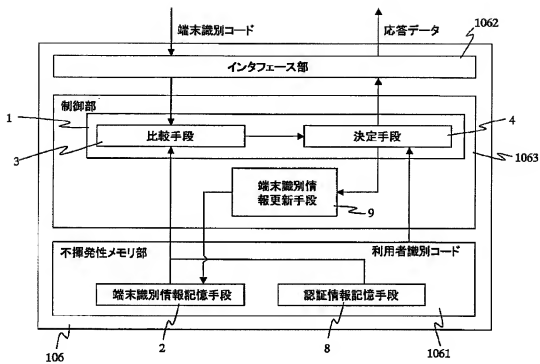 端末識別コード
応答データ
1062
インタフェース部
制御部
1
比較手段
決定手段
4
3
1063
端末識別情
報更新手段
9
不揮発性メモリ部
利用者識別コード
端末識別情報記憶手段
認証情報記憶手段
106
2
8
1061